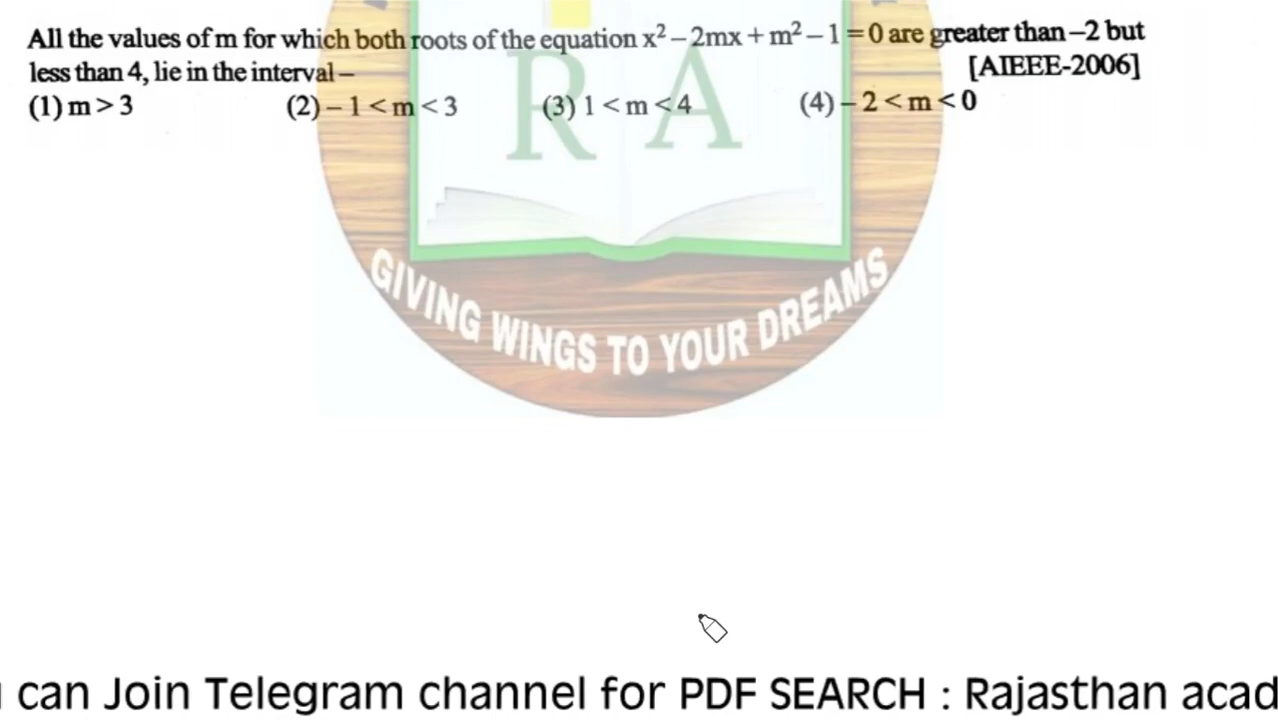 All the values of m for which both roots of the equation x² – 2mx + m² – 1 = 0 are greater than –2 but
less than 4, lie in the interval – [AIEEE-2006]
(1) m > 3 (2) – 1 < m < 3 (3) 1 < m < 4 (4) – 2 < m < 0
R A
GIVING WINGS TO YOUR DREAMS
can Join Telegram channel for PDF SEARCH : Rajasthan acad